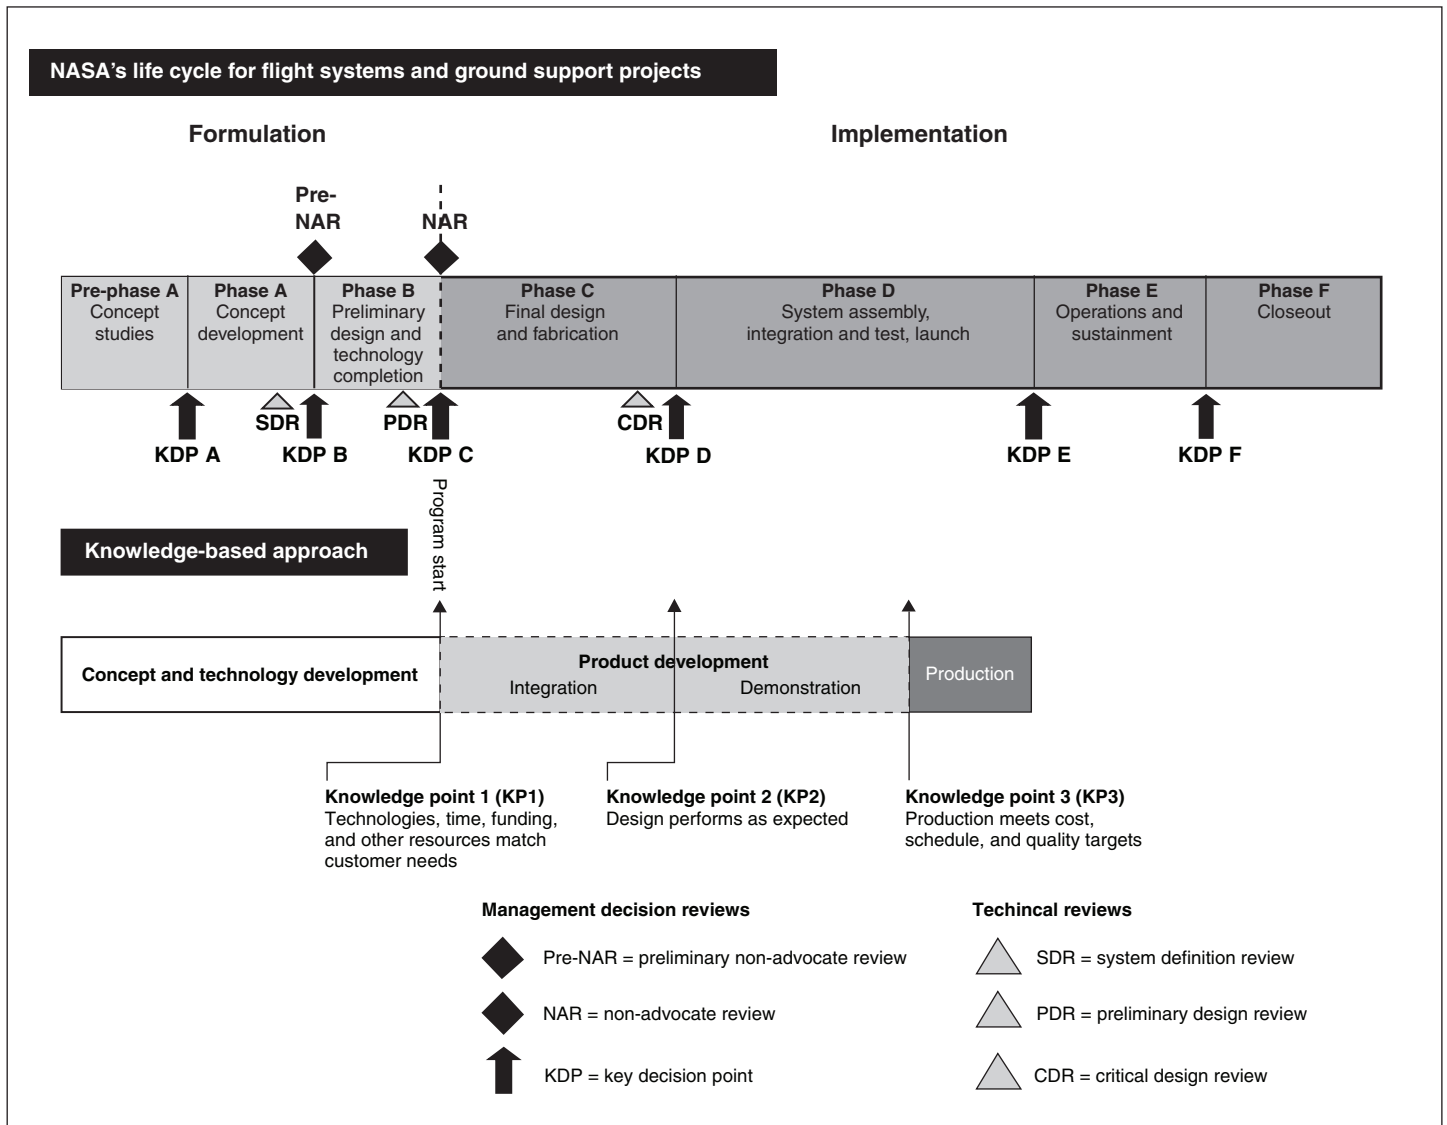 NASA's life cycle for flight systems and ground support projects
Formulation
Implementation
Pre-
NAR
NAR
Pre-phase A
Concept
studies
Phase A
Concept
development
Phase B
Preliminary
design and
technology
completion
Phase C
Final design
and fabrication
Phase D
System assembly,
integration and test, launch
Phase E
Operations and
sustainment
Phase F
Closeout
SDR
PDR
CDR
KDP A
KDP B
KDP C
KDP D
KDP E
KDP F
Program start
Knowledge-based approach
Concept and technology development
Product development
Integration
Demonstration
Production
Knowledge point 1 (KP1)
Technologies, time, funding,
and other resources match
customer needs
Knowledge point 2 (KP2)
Design performs as expected
Knowledge point 3 (KP3)
Production meets cost,
schedule, and quality targets
Management decision reviews
Pre-NAR = preliminary non-advocate review
NAR = non-advocate review
KDP = key decision point
Techincal reviews
SDR = system definition review
PDR = preliminary design review
CDR = critical design review